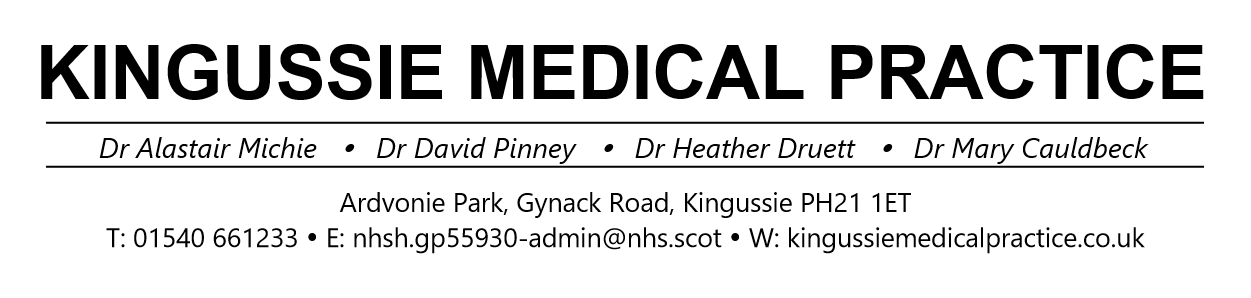 KINGUSSIE MEDICAL PRACTICE
Dr Alastair Michie • Dr David Pinney • Dr Heather Druett • Dr Mary Cauldbeck
Ardvonie Park, Gynack Road, Kingussie PH21 1ET
T: 01540 661233 • E: nhsh.gp55930-admin@nhs.scot • W: kingussiemedicalpractice.co.uk